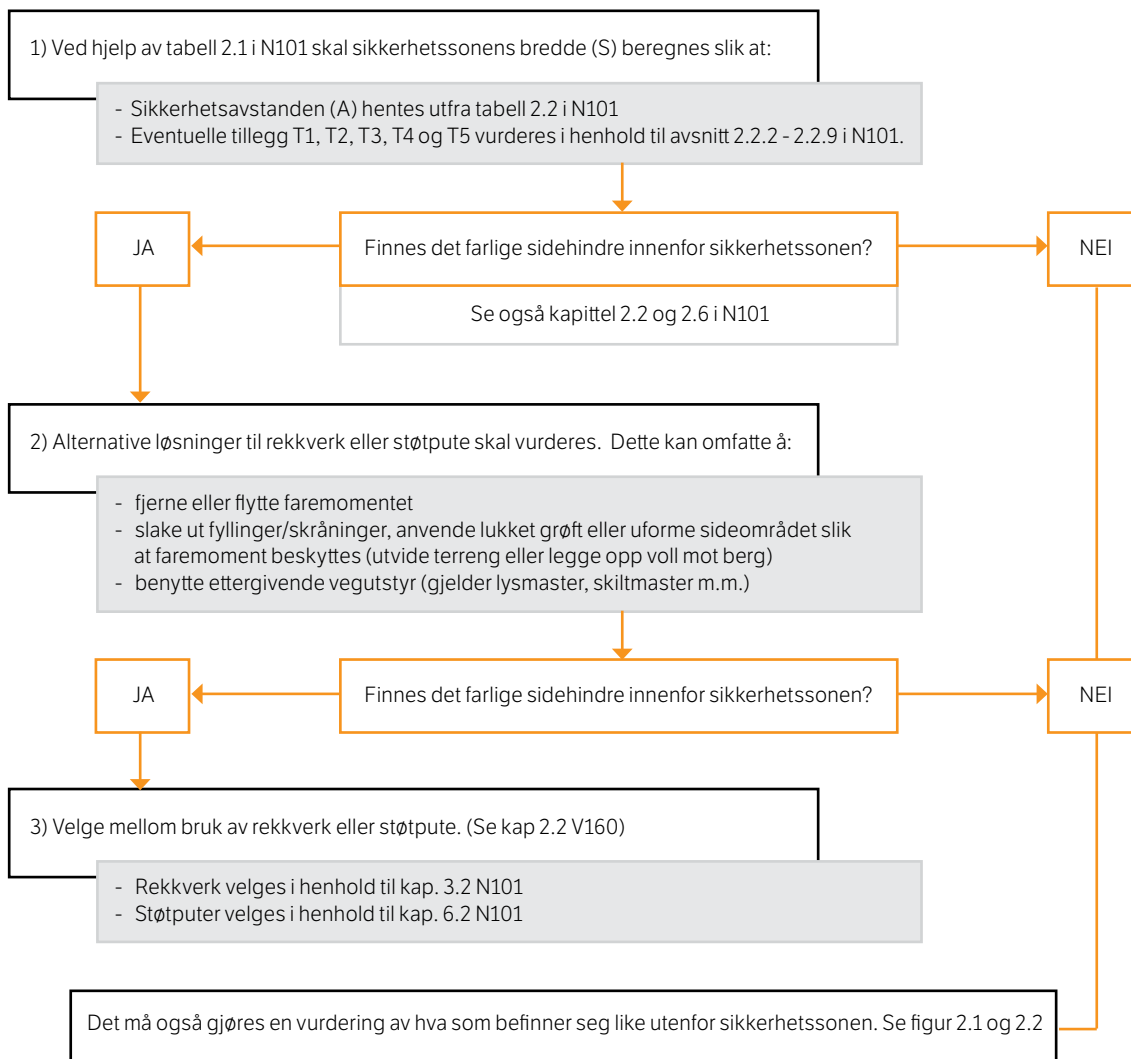 1) Ved hjelp av tabell 2.1 i N101 skal sikkerhetssonens bredde (S) beregnes slik at:
- Sikkerhetsavstanden (A) hentes utfra tabell 2.2 i N101
- Eventuelle tillegg T1, T2, T3, T4 og T5 vurderes i henhold til avsnitt 2.2.2 - 2.2.9 i N101.
JA
Finnes det farlige sidehindre innenfor sikkerhetssonen?
NEI
Se også kapittel 2.2 og 2.6 i N101
2) Alternative løsninger til rekkverk eller støtpute skal vurderes. Dette kan omfatte å:
- fjerne eller flytte faremomentet
- slake ut fyllinger/skråninger, anvende lukket grøft eller uforme sideområdet slik
at faremoment beskyttes (utvide terreng eller legge opp voll mot berg)
- benytte ettergivende vegutstyr (gjelder lysmaster, skiltmaster m.m.)
JA
Finnes det farlige sidehindre innenfor sikkerhetssonen?
NEI
3) Velge mellom bruk av rekkverk eller støtpute. (Se kap 2.2 V160)
- Rekkverk velges i henhold til kap. 3.2 N101
- Støtputer velges i henhold til kap. 6.2 N101
Det må også gjøres en vurdering av hva som befinner seg like utenfor sikkerhetssonen. Se figur 2.1 og 2.2